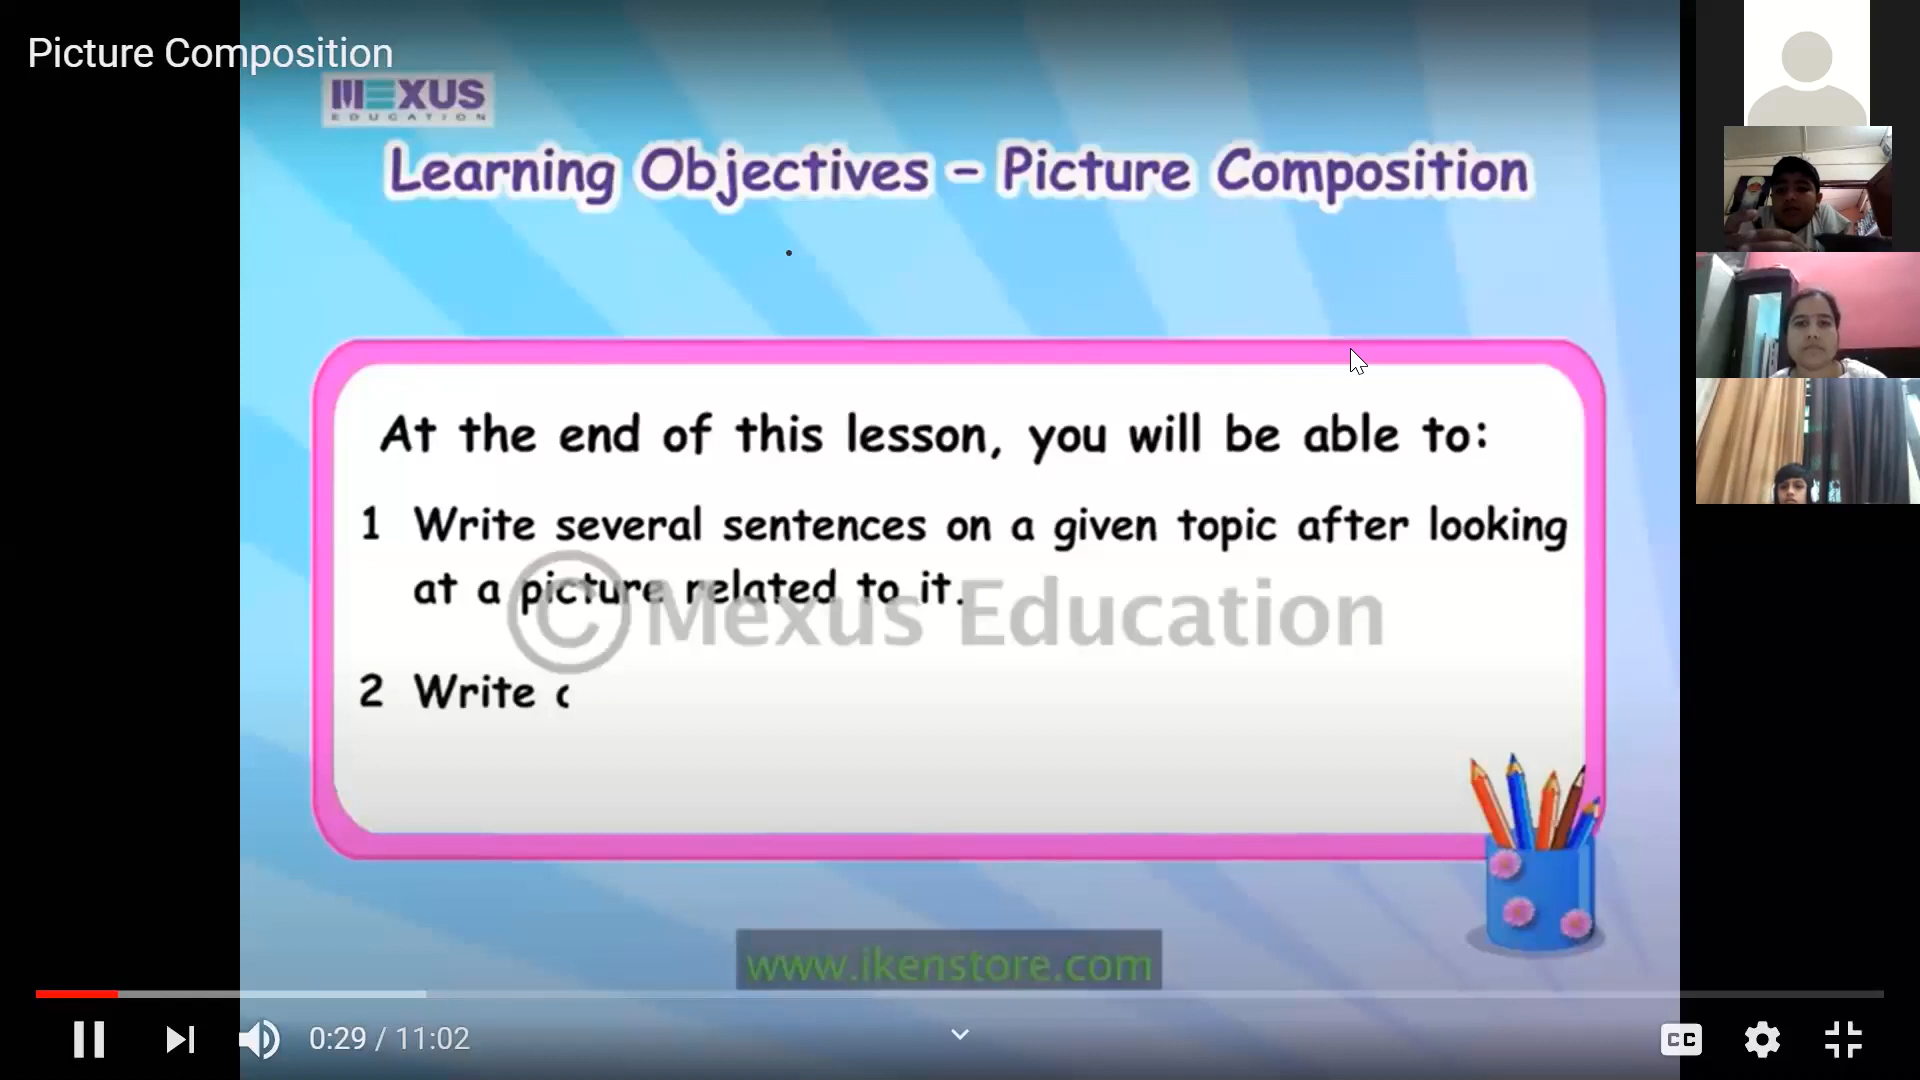 Picture Composition
MEXUS
EDUCATION
Learning Objectives – Picture Composition
At the end of this lesson, you will be able to:
1 Write several sentences on a given topic after looking
at a picture related to it.
© Mexus Education
2 Write
www.ikenstore.com
0:29 / 11:02
CC